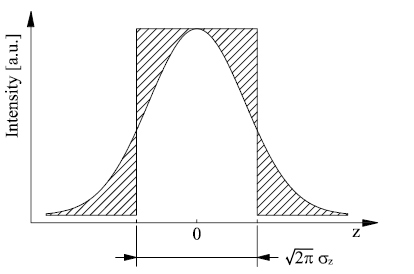 Intensity [a.u.]
0
z
√2π σz